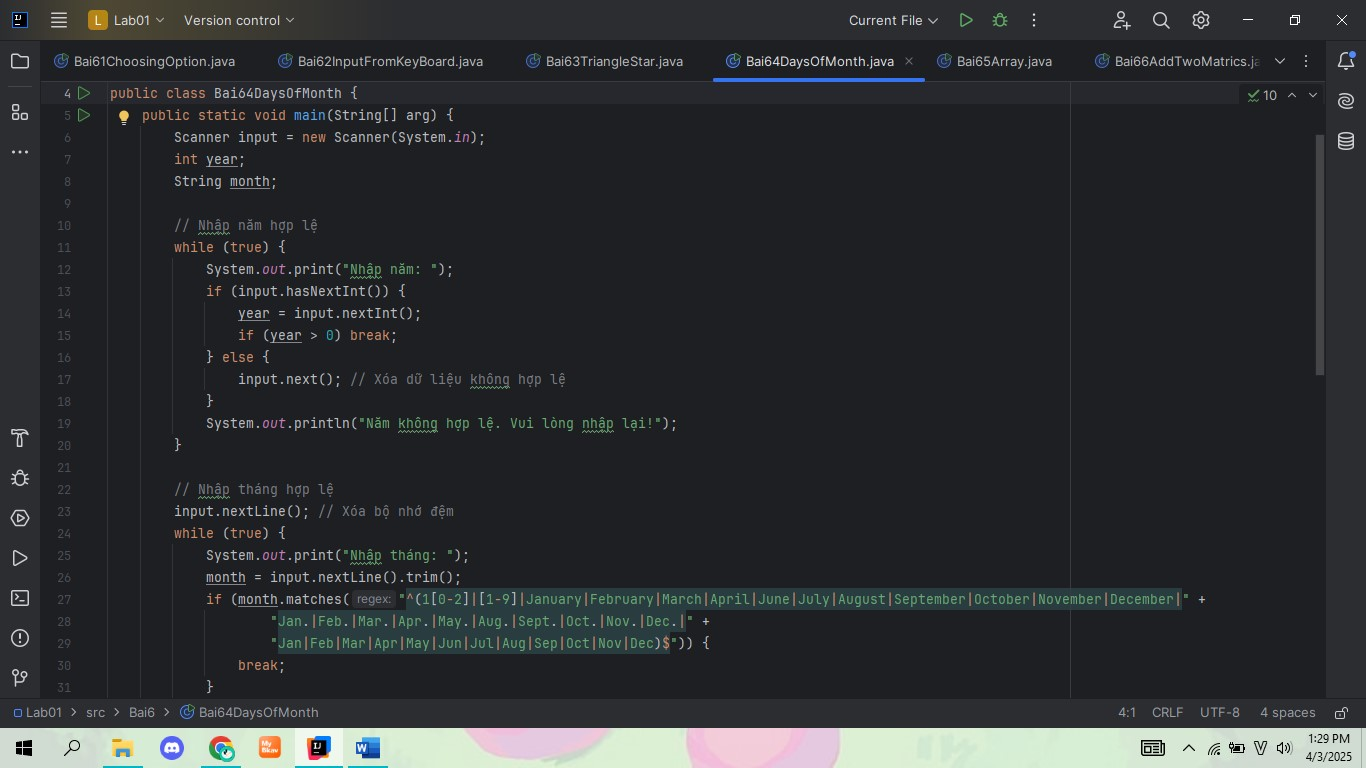 L Lab01 Version control Current File
Bai61ChoosingOption.java Bai62InputFromKeyBoard.java Bai63TriangleStar.java Bai64DaysOfMonth.java Bai65Array.java Bai66AddTwoMatrics.ja
4 public class Bai64DaysOfMonth { 10
5 public static void main(String[] arg) {
6 Scanner input = new Scanner(System.in);
7 int year;
8 String month;
9
10 // Nhập năm hợp lệ
11 while (true) {
12 System.out.print("Nhập năm: ");
13 if (input.hasNextInt()) {
14 year = input.nextInt();
15 if (year > 0) break;
16 } else {
17 input.next(); // Xóa dữ liệu không hợp lệ
18 }
19 System.out.println("Năm không hợp lệ. Vui lòng nhập lại!");
20 }
21
22 // Nhập tháng hợp lệ
23 input.nextLine(); // Xóa bộ nhớ đệm
24 while (true) {
25 System.out.print("Nhập tháng: ");
26 month = input.nextLine().trim();
27 if (month.matches( regex: "^(1[0-2]|[1-9]|January|February|March|April|June|July|August|September|October|November|December|" +
28 "Jan.|Feb.|Mar.|Apr.|May.|Aug.|Sept.|Oct.|Nov.|Dec.|" +
29 "Jan|Feb|Mar|Apr|May|Jun|Jul|Aug|Sep|Oct|Nov|Dec)$")) {
30 break;
31 }
Lab01 > src > Bai6 > Bai64DaysOfMonth 4:1 CRLF UTF-8 4 spaces
My Bkav
1:29 PM
4/3/2025